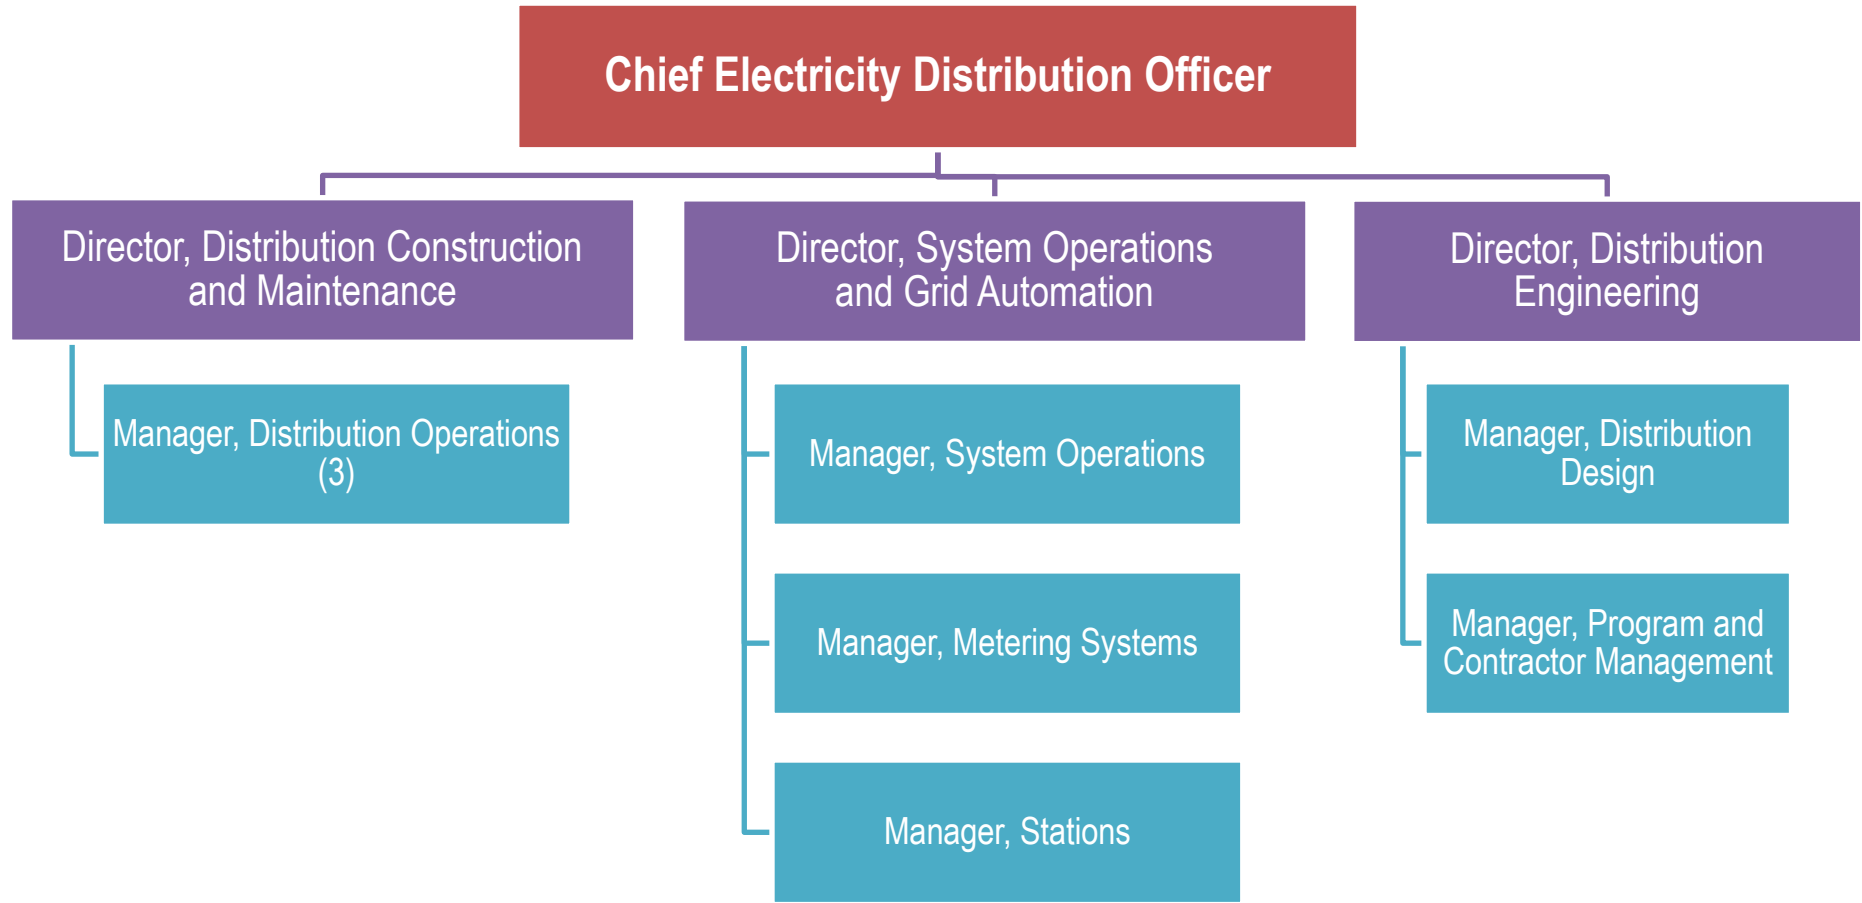 Chief Electricity Distribution Officer
Director, Distribution Construction
and Maintenance
Manager, Distribution Operations
(3)
Director, System Operations
and Grid Automation
Manager, System Operations
Manager, Metering Systems
Manager, Stations
Director, Distribution
Engineering
Manager, Distribution
Design
Manager, Program and
Contractor Management